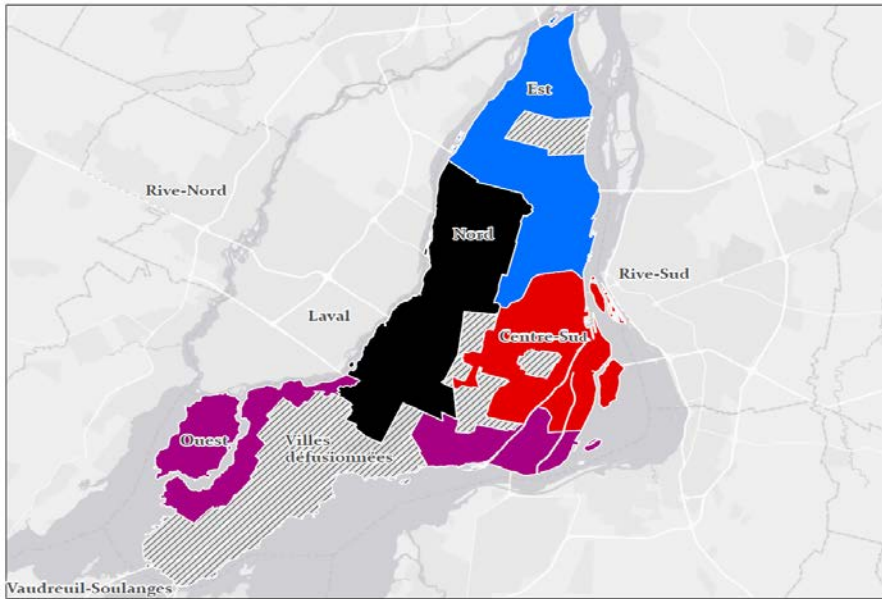 Est
Rive-Nord
Nord
Rive-Sud
Laval
Centre-Sud
Ouest
Villes
défusionnées
Vaudreuil-Soulanges